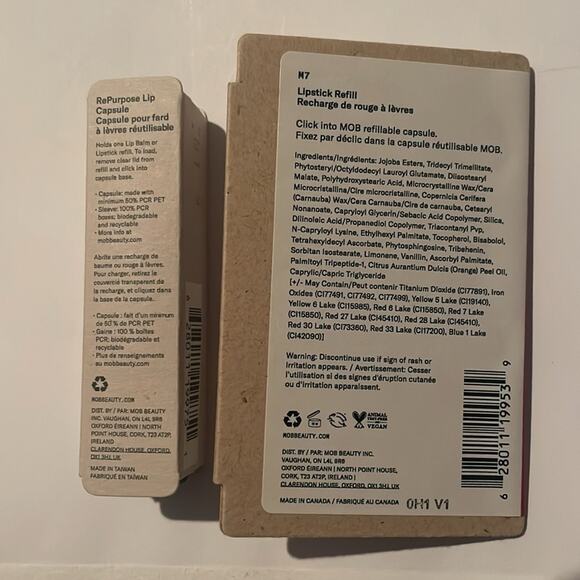 RePurpose Lip
Capsule
Capsule pour fard
à lèvres réutilisable
Holds one Lip Balm or
Lipstick refill. To load,
remove clear lid from
refill and click into
capsule base.
• Capsule: made with
minimum 50% PCR PET
• Sleeve: 100% PCR
boxes; biodegradable
and recyclable
• More info at
mobbeauty.com
Abrite une recharge de
baume ou rouge à lèvres.
Pour charger, retirez le
couvercle transparent de
la recharge, et cliquez dans
la base de la capsule.
• Capsule : fait d'un minimum
de 50 % de PCR PET
• Gaine : 100 % boîtes
PCR; biodégradable et
recyclable
• Plus de renseignements
au mobbeauty.com
MOBBEAUTY.COM
DIST. BY / PAR: MOB BEAUTY
INC. VAUGHAN, ON L4L 8R6
OXFORD ÉIREANN | NORTH
POINT HOUSE, CORK, T23 AT2P,
IRELAND
CLARENDON HOUSE, OXFORD,
OX1 3HJ, UK
MADE IN TAIWAN
FABRIQUÉ EN TAÏWAN
M7
Lipstick Refill
Recharge de rouge à lèvres
Click into MOB refillable capsule.
Fixez par déclic dans la capsule réutilisable MOB.
Ingredients/Ingrédients: Jojoba Esters, Tridecyl Trimellitate,
Phytosteryl/Octyldodecyl Lauroyl Glutamate, Diisostearyl
Malate, Polyhydroxystearic Acid, Microcrystalline Wax/Cera
Microcristallina/Cire microcristalline, Copernicia Cerifera
(Carnauba) Wax/Cera Carnauba/Cire de carnauba, Cetearyl
Nonanoate, Capryloyl Glycerin/Sebacic Acid Copolymer, Silica,
Dilinoleic Acid/Propanediol Copolymer, Triacontanyl Pvp,
N-Capryloyl Lysine, Ethylhexyl Palmitate, Tocopherol, Bisabolol,
Tetrahexyldecyl Ascorbate, Phytosphingosine, Tribehenin,
Sorbitan Isostearate, Limonene, Vanillin, Ascorbyl Palmitate,
Palmitoyl Tripeptide-1, Citrus Aurantium Dulcis (Orange) Peel Oil,
Caprylic/Capric Triglyceride
[+/- May Contain/Peut contenir Titanium Dioxide (CI77891), Iron
Oxides (CI77491, CI77492, CI77499), Yellow 5 Lake (CI19140),
Yellow 6 Lake (CI15985), Red 6 Lake (CI15850), Red 7 Lake
(CI15850), Red 27 Lake (CI45410), Red 28 Lake (CI45410),
Red 30 Lake (CI73360), Red 33 Lake (CI17200), Blue 1 Lake
(CI42090)]
Warning: Discontinue use if sign of rash or
irritation appears. / Avertissement: Cesser
l'utilisation si des signes d'éruption cutanée
ou d'irritation apparaissent.
ANIMAL
TEST-FREE
VEGAN
MOBBEAUTY.COM
DIST. BY / PAR: MOB BEAUTY INC.
VAUGHAN, ON L4L 8R6
OXFORD ÉIREANN | NORTH POINT HOUSE,
CORK, T23 AT2P, IRELAND |
CLARENDON HOUSE, OXFORD, OX1 3HJ, UK
MADE IN CANADA / FABRIQUÉ AU CANADA
0H1 V1
6 28011 19953 9